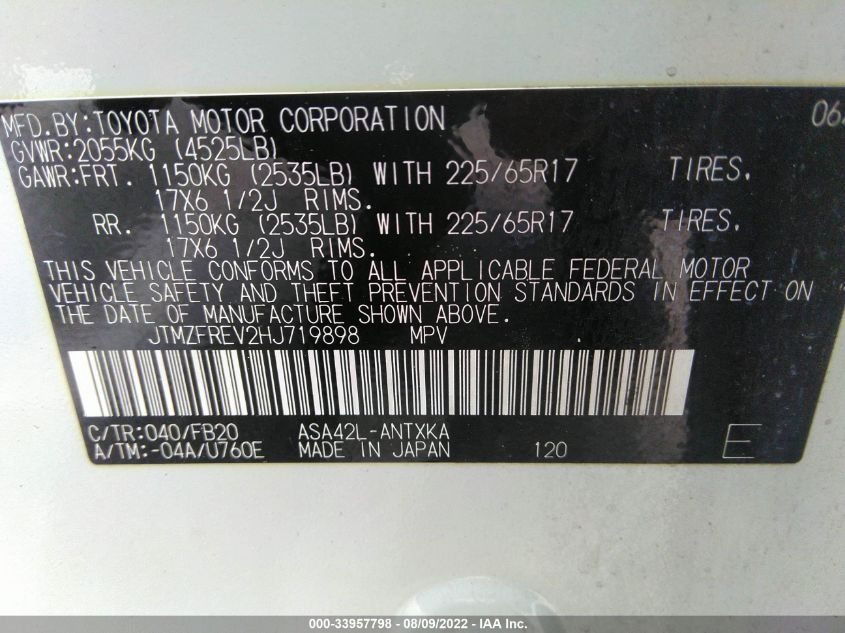 MFD.BY:TOYOTA MOTOR CORPORATION
GVWR:2055KG (4525LB)
GAWR:FRT. 1150KG (2535LB) WITH 225/65R17 TIRES,
17X6 1/2J RIMS.
RR. 1150KG (2535LB) WITH 225/65R17 TIRES,
17X6 1/2J RIMS.
THIS VEHICLE CONFORMS TO ALL APPLICABLE FEDERAL MOTOR
VEHICLE SAFETY AND THEFT PREVENTION STANDARDS IN EFFECT ON
THE DATE OF MANUFACTURE SHOWN ABOVE.
JTMZFREV2HJ719898 MPV
C/TR:040/FB20 ASA42L-ANTXKA
A/TM:-04A/U760E MADE IN JAPAN 120 E
000-33957798 - 08/09/2022 - IAA Inc.